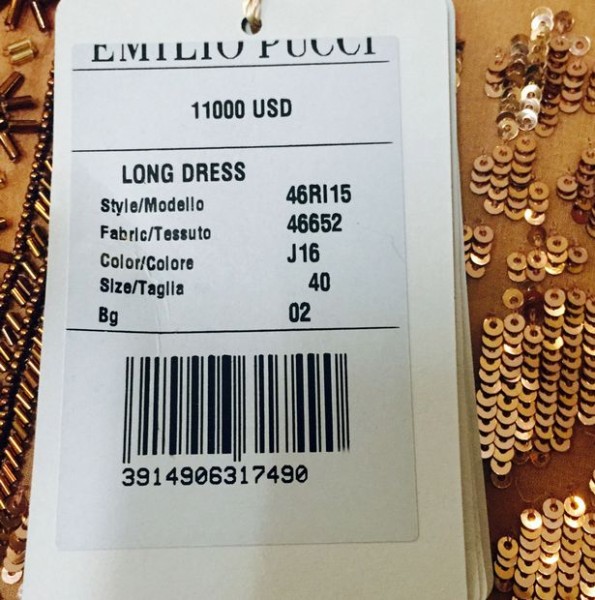 EMILIO PUCCI
11000 USD
LONG DRESS
Style/Modello 46RI15
Fabric/Tessuto 46652
Color/Colore J16
Size/Taglia 40
Bg 02
3914906317490